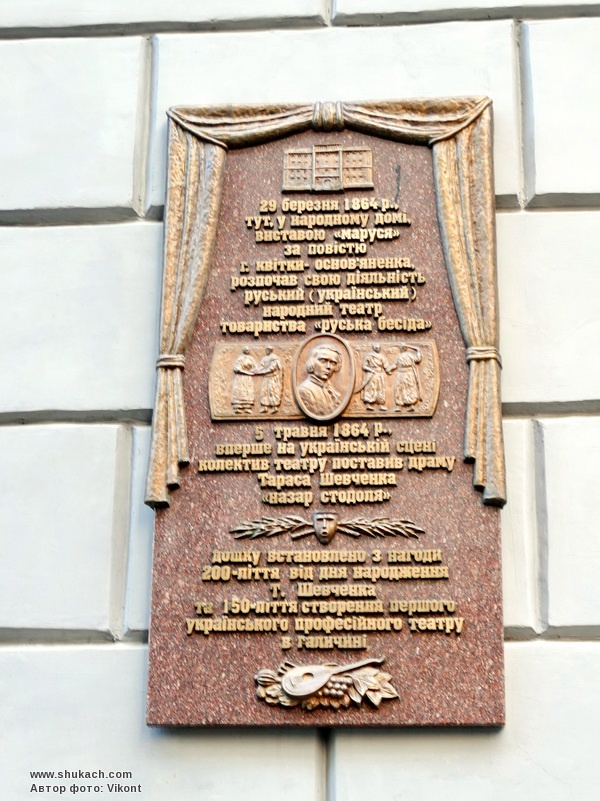 29 березня 1864 р.,
тут, у народному домі,
виставою «маруся»
за повістю
г. квітки- основ'яненка,
розпочав свою діяльність
руський (український)
народний театр
товариства «руська бесіда»
5 травня 1864 р.,
вперше на українській сцені
колектив театру поставив драму
Тараса Шевченка
«назар стодоля»
дошку встановлено з нагоди
200-ліття від дня народження
т. Шевченка
та 150-ліття створення першого
українського професійного театру
в галичині
www.shukach.com
Автор фото: Vikont